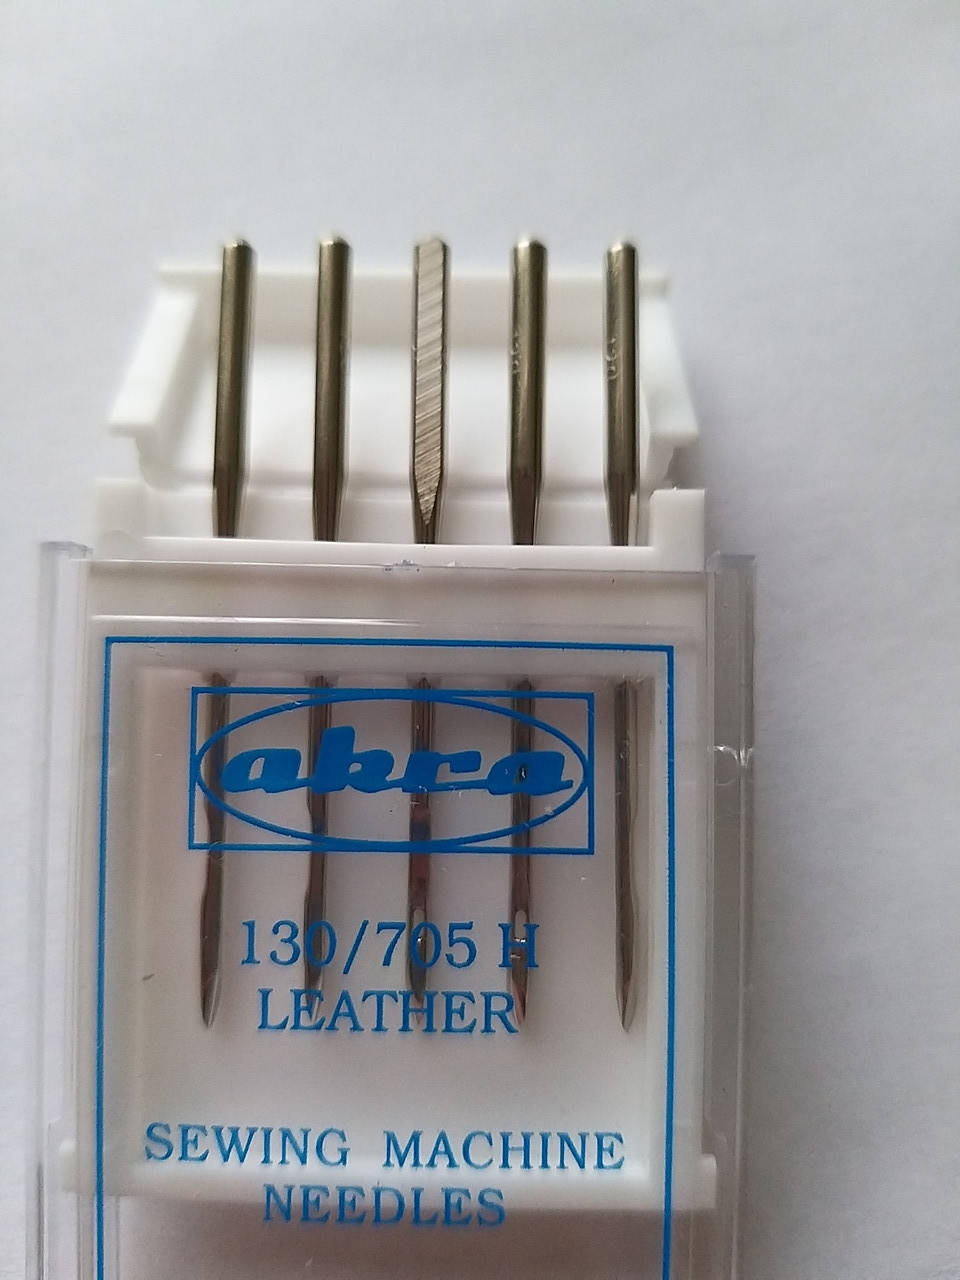 akra
130/705 H
LEATHER
SEWING MACHINE
NEEDLES